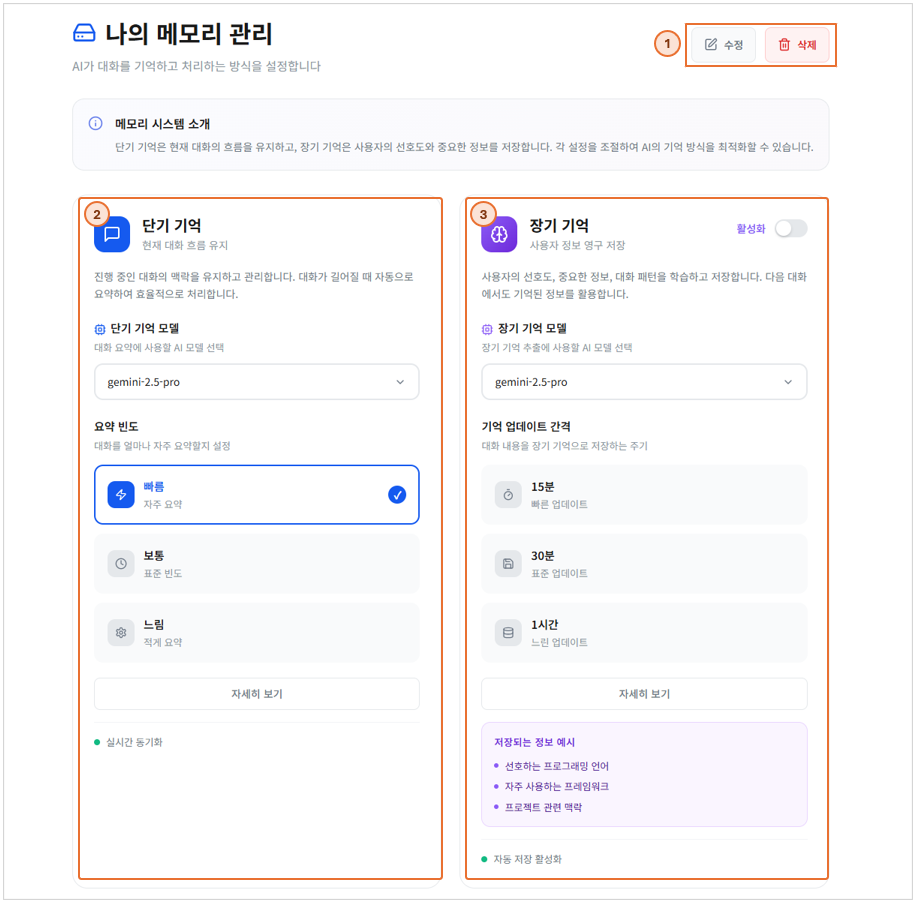 나의 메모리 관리
AI가 대화를 기억하고 처리하는 방식을 설정합니다
1
수정
삭제
메모리 시스템 소개
단기 기억은 현재 대화의 흐름을 유지하고, 장기 기억은 사용자의 선호도와 중요한 정보를 저장합니다. 각 설정을 조절하여 AI의 기억 방식을 최적화할 수 있습니다.
2
단기 기억
현재 대화 흐름 유지
진행 중인 대화의 맥락을 유지하고 관리합니다. 대화가 길어질 때 자동으로
요약하여 효율적으로 처리합니다.
단기 기억 모델
대화 요약에 사용할 AI 모델 선택
gemini-2.5-pro
요약 빈도
대화를 얼마나 자주 요약할지 설정
빠름
자주 요약
보통
표준 빈도
느림
적게 요약
자세히 보기
실시간 동기화
3
장기 기억
사용자 정보 영구 저장
활성화
사용자의 선호도, 중요한 정보, 대화 패턴을 학습하고 저장합니다. 다음 대화
에서도 기억된 정보를 활용합니다.
장기 기억 모델
장기 기억 추출에 사용할 AI 모델 선택
gemini-2.5-pro
기억 업데이트 간격
대화 내용을 장기 기억으로 저장하는 주기
15분
빠른 업데이트
30분
표준 업데이트
1시간
느린 업데이트
자세히 보기
저장되는 정보 예시
선호하는 프로그래밍 언어
자주 사용하는 프레임워크
프로젝트 관련 맥락
자동 저장 활성화